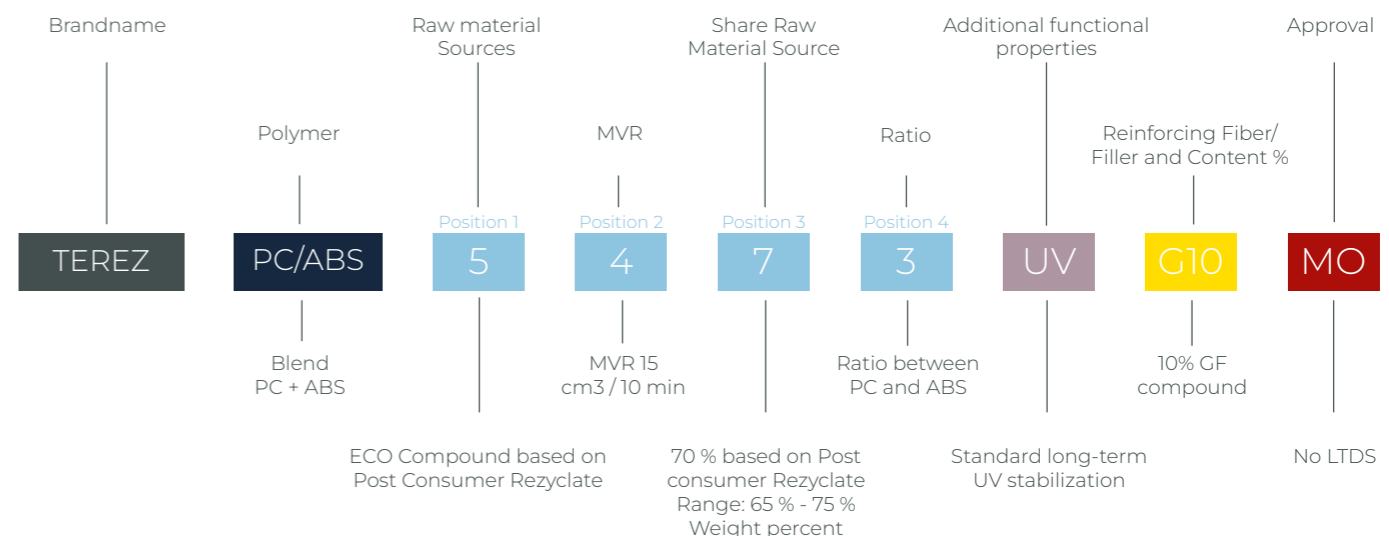 Brandname
Raw material
Sources
Share Raw
Material Source
Additional functional
properties
Approval
Polymer
MVR
Ratio
Reinforcing Fiber/
Filler and Content %
Position 1
Position 2
Position 3
Position 4
TEREZ
PC/ABS
5
4
7
3
UV
G10
MO
Blend
PC + ABS
MVR 15
cm3 / 10 min
Ratio between
PC and ABS
10% GF
compound
ECO Compound based on
Post Consumer Rezyclate
70 % based on Post
consumer Rezyclate
Range: 65 % - 75 %
Weight percent
Standard long-term
UV stabilization
No LTDS